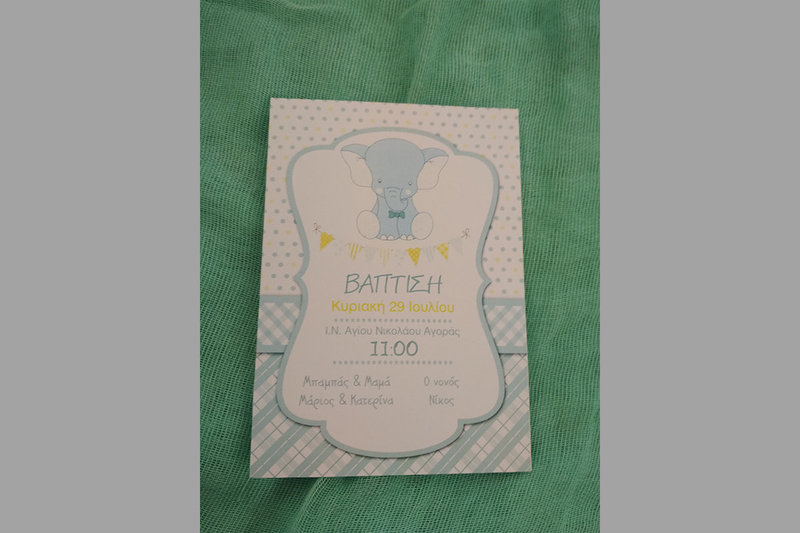 ΒΑΠΤΙΣΗ
Κυριακή 29 Ιουλίου
Ι.Ν. Αγίου Νικολάου Αγοράς
11:00
Μπαμπάς & Μαμά Ο νονός
Μάριος & Κατερίνα Νίκος